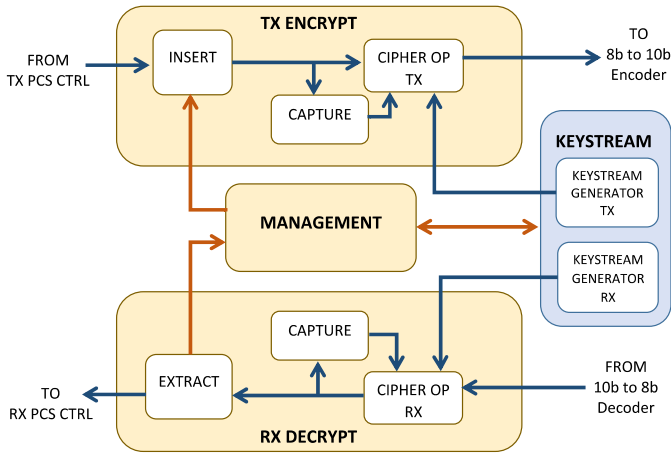 TX ENCRYPT
FROM
TX PCS CTRL
INSERT
CIPHER OP
TX
TO
8b to 10b
Encoder
CAPTURE
KEYSTREAM
KEYSTREAM
GENERATOR
TX
MANAGEMENT
KEYSTREAM
GENERATOR
RX
CAPTURE
EXTRACT
CIPHER OP
RX
FROM
10b to 8b
Decoder
TO
RX PCS CTRL
RX DECRYPT